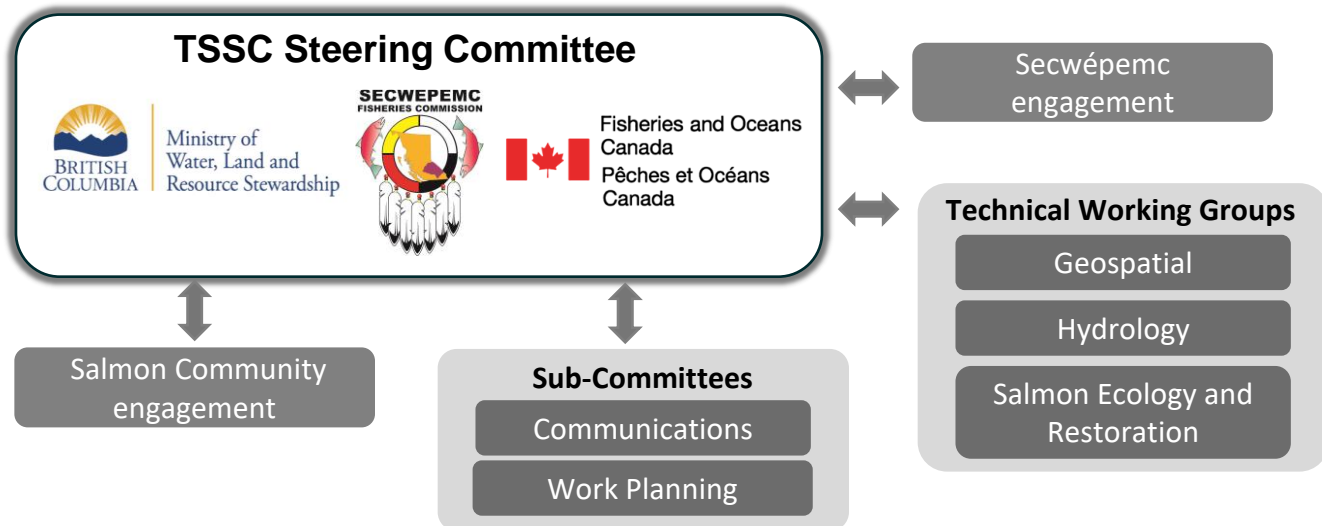 TSSC Steering Committee
BRITISH
COLUMBIA
Ministry of
Water, Land and
Resource Stewardship
SECWEPEMC
FISHERIES COMMISSION
Fisheries and Oceans
Canada
Pêches et Océans
Canada
Secwépemc
engagement
Technical Working Groups
Geospatial
Hydrology
Salmon Ecology and
Restoration
Salmon Community
engagement
Sub-Committees
Communications
Work Planning